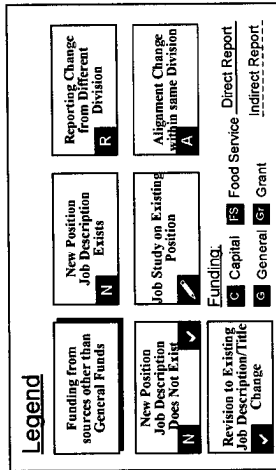 Legend
Funding from
sources other than
General Funds
New Position
Job Description
Exists
N
Reporting Change
from Different
Division
R
New Position
Job Description
Does Not Exist
N
Job Study on Existing
Position
Alignment Change
within same Division
A
Revision to Existing
Job Description/Title
Change
Funding:
C Capital FS Food Service Direct Report
G General Gr Grant Indirect Report